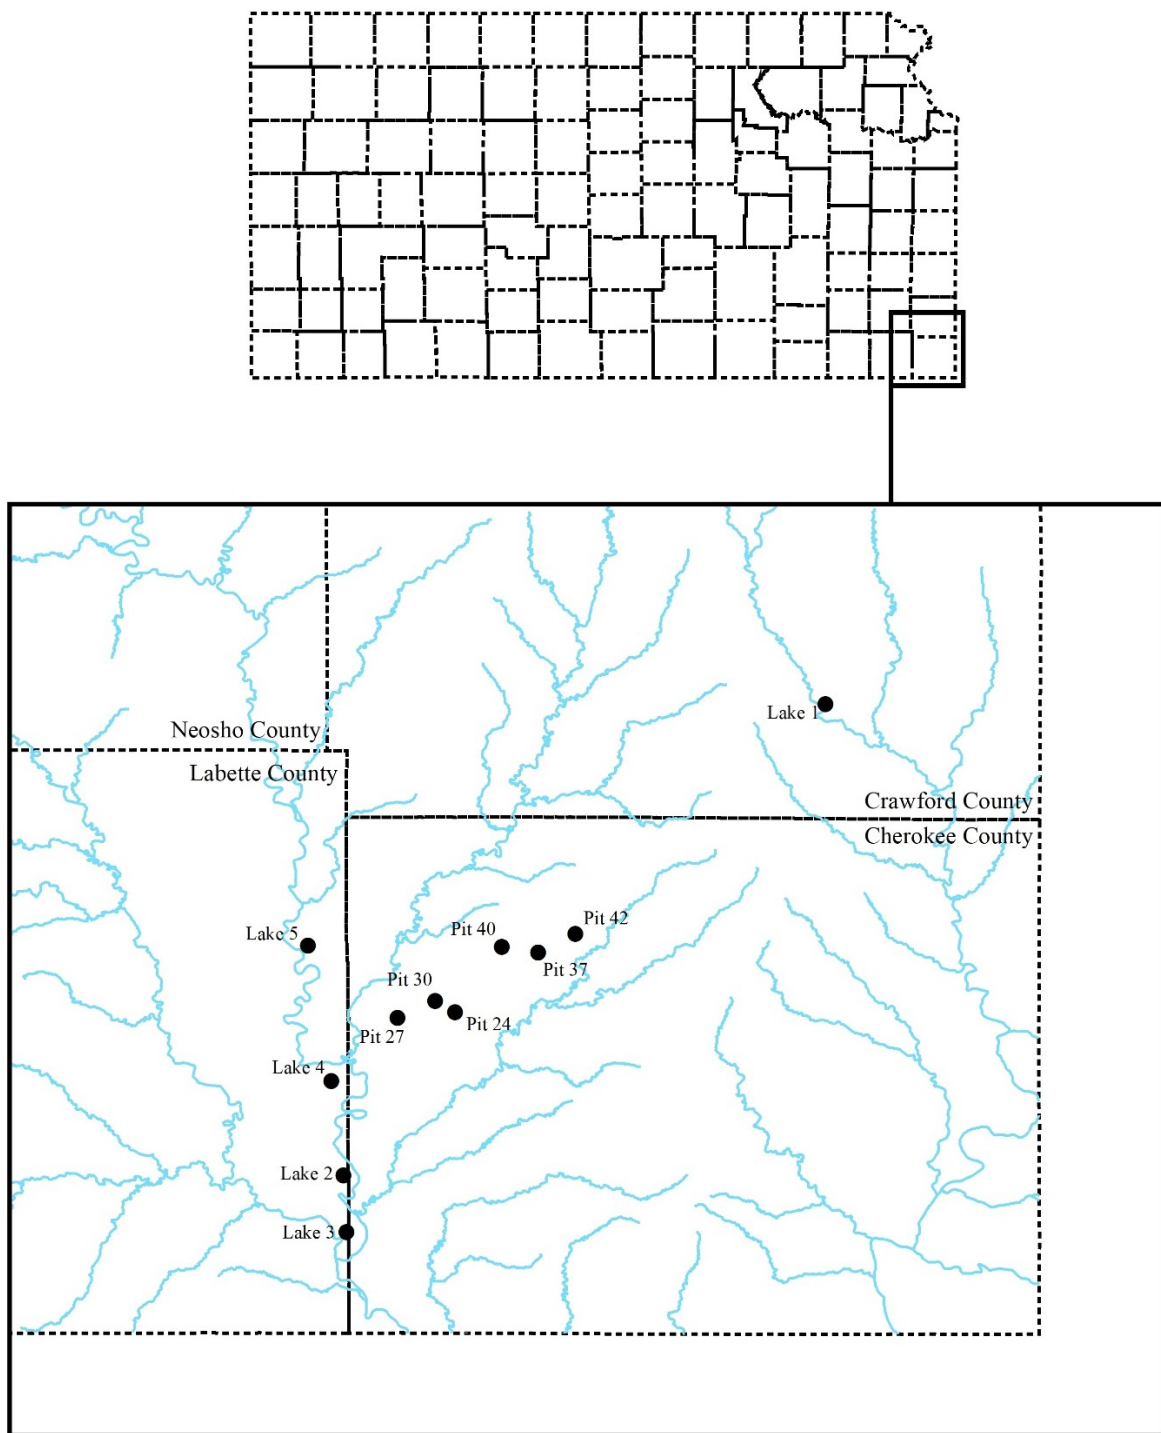 Lake 1
Neosho County
Labette County
Crawford County
Cherokee County
Pit 42
Pit 40
Lake 5
Pit 37
Pit 30
Pit 24
Pit 27
Lake 4
Lake 2
Lake 3